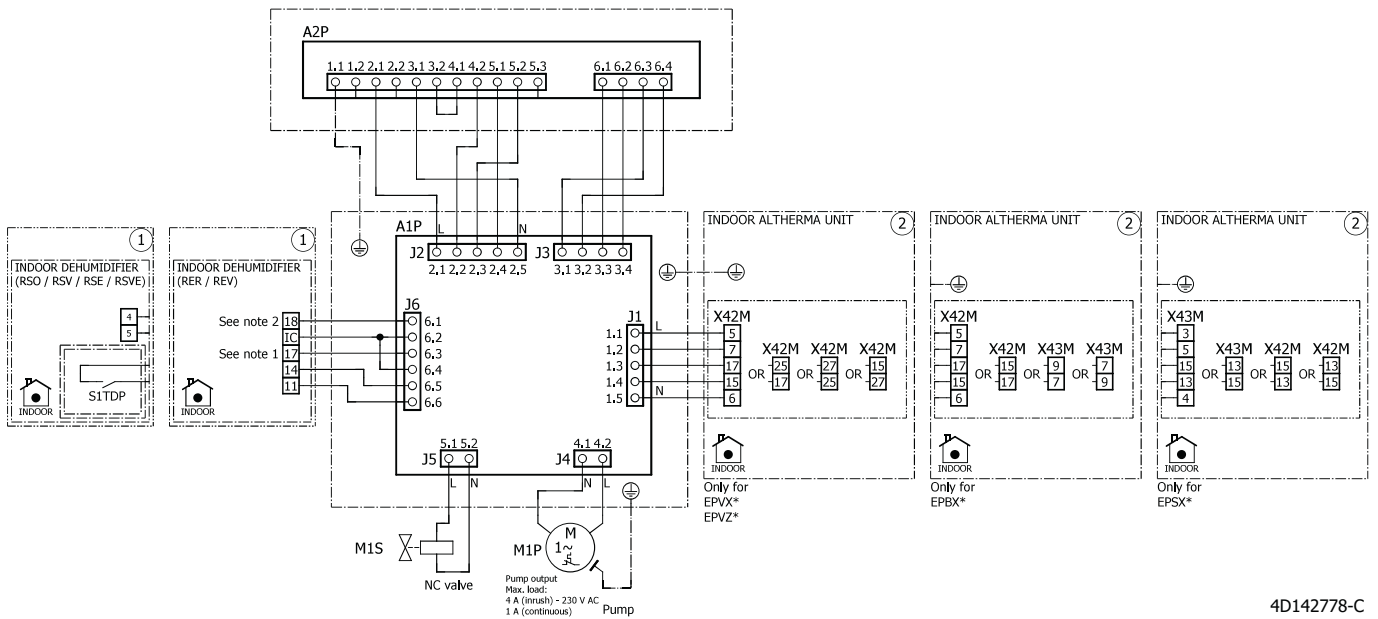 A2P
1.1 1.2 2.1 2.2 3.1 3.2 4.1 4.2 5.1 5.2 5.3
6.1 6.2 6.3 6.4
1
INDOOR DEHUMIDIFIER
(RSO / RSV / RSE / RSVE)
4
5
S1TDP
INDOOR
1
INDOOR DEHUMIDIFIER
(RER / REV)
See note 2 18
IC
See note 1 17
14
11
INDOOR
A1P
L N
J2
2.1 2.2 2.3 2.4 2.5
J3
3.1 3.2 3.3 3.4
J6
6.1
6.2
6.3
6.4
6.5
6.6
J1
1.1 L
1.2
1.3
1.4
1.5 N
5.1 5.2
J5
L N
4.1 4.2
J4
N L
M1S
NC valve
M1P
M
1~
Pump output
Max. load:
4 A (inrush) - 230 V AC
1 A (continuous)
Pump
INDOOR ALTHERMA UNIT 2
X42M
5
7
17
15
6
X42M X42M X42M
OR 25 OR 27 OR 15
17 25 27
INDOOR
Only for
EPVX*
EPVZ*
INDOOR ALTHERMA UNIT 2
X42M
5
7
17
15
6
X42M X43M X43M
OR 15 OR 9 OR 7
17 7 9
INDOOR
Only for
EPBX*
INDOOR ALTHERMA UNIT 2
X43M
3
5
15
13
4
X43M X42M X42M
OR 13 OR 15 OR 13
15 13 15
INDOOR
Only for
EPSX*
4D142778-C